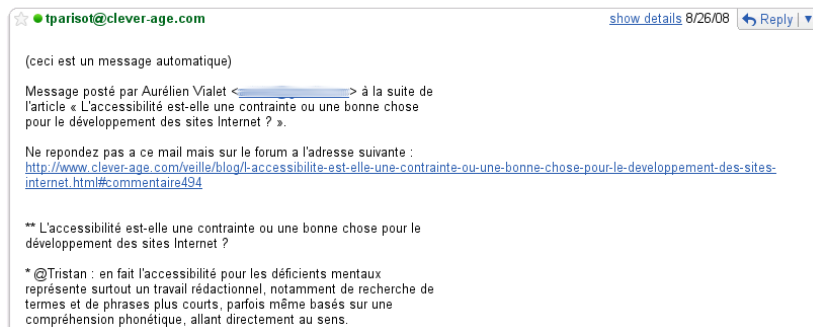 tparisot@clever-age.com show details 8/26/08 Reply
(ceci est un message automatique)
Message posté par Aurélien Vialet < > à la suite de
l'article « L'accessibilité est-elle une contrainte ou une bonne chose
pour le développement des sites Internet ? ».
Ne repondez pas a ce mail mais sur le forum a l'adresse suivante :
http://www.clever-age.com/veille/blog/l-accessibilite-est-elle-une-contrainte-ou-une-bonne-chose-pour-le-developpement-des-sites-
internet.html#commentaire494
** L'accessibilité est-elle une contrainte ou une bonne chose pour le
développement des sites Internet ?
* @Tristan : en fait l'accessibilité pour les déficients mentaux
représente surtout un travail rédactionnel, notamment de recherche de
termes et de phrases plus courts, parfois même basés sur une
compréhension phonétique, allant directement au sens.